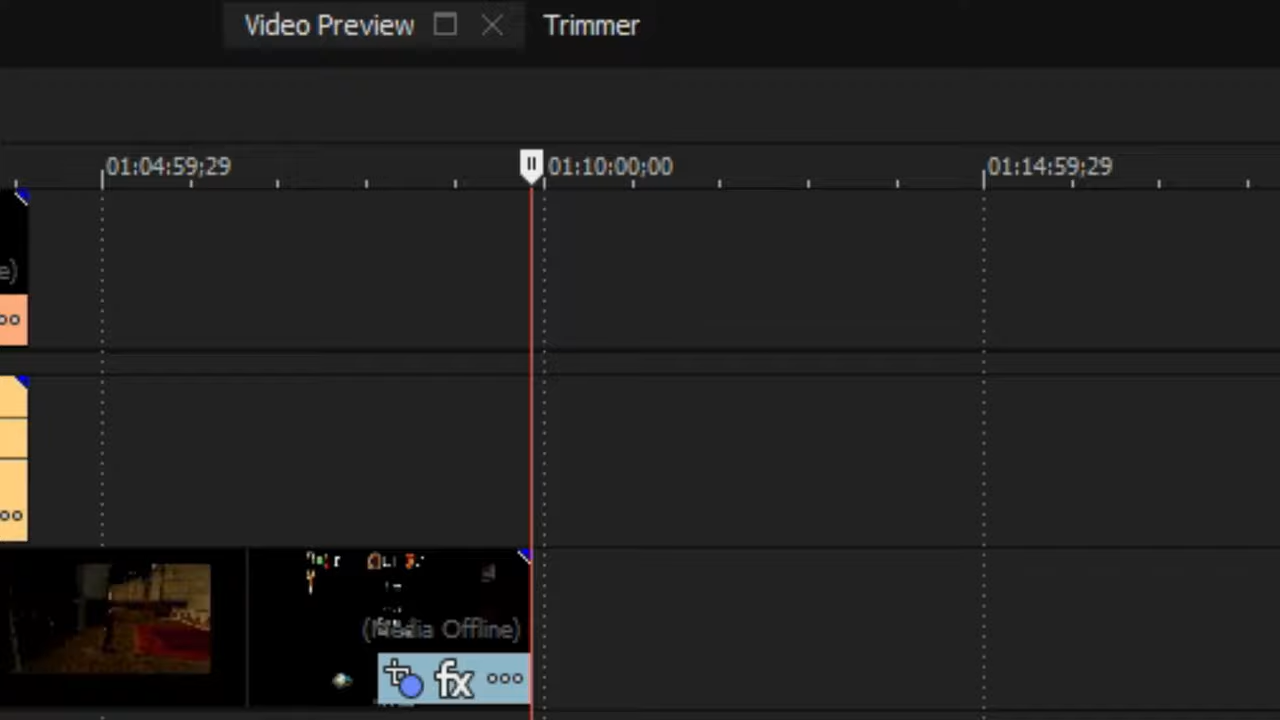 Video Preview Trimmer
01:04:59;29 01:10:00;00 01:14:59;29
e)
(Media Offline)
fx